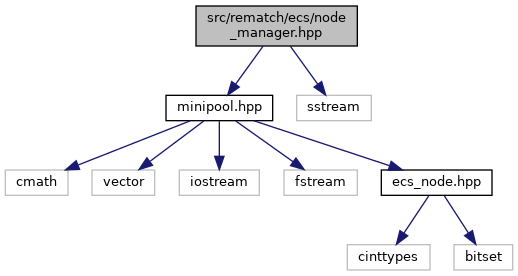 src/rematch/ecs/node
_manager.hpp
minipool.hpp
sstream
cmath
vector
iostream
fstream
ecs_node.hpp
cinttypes
bitset